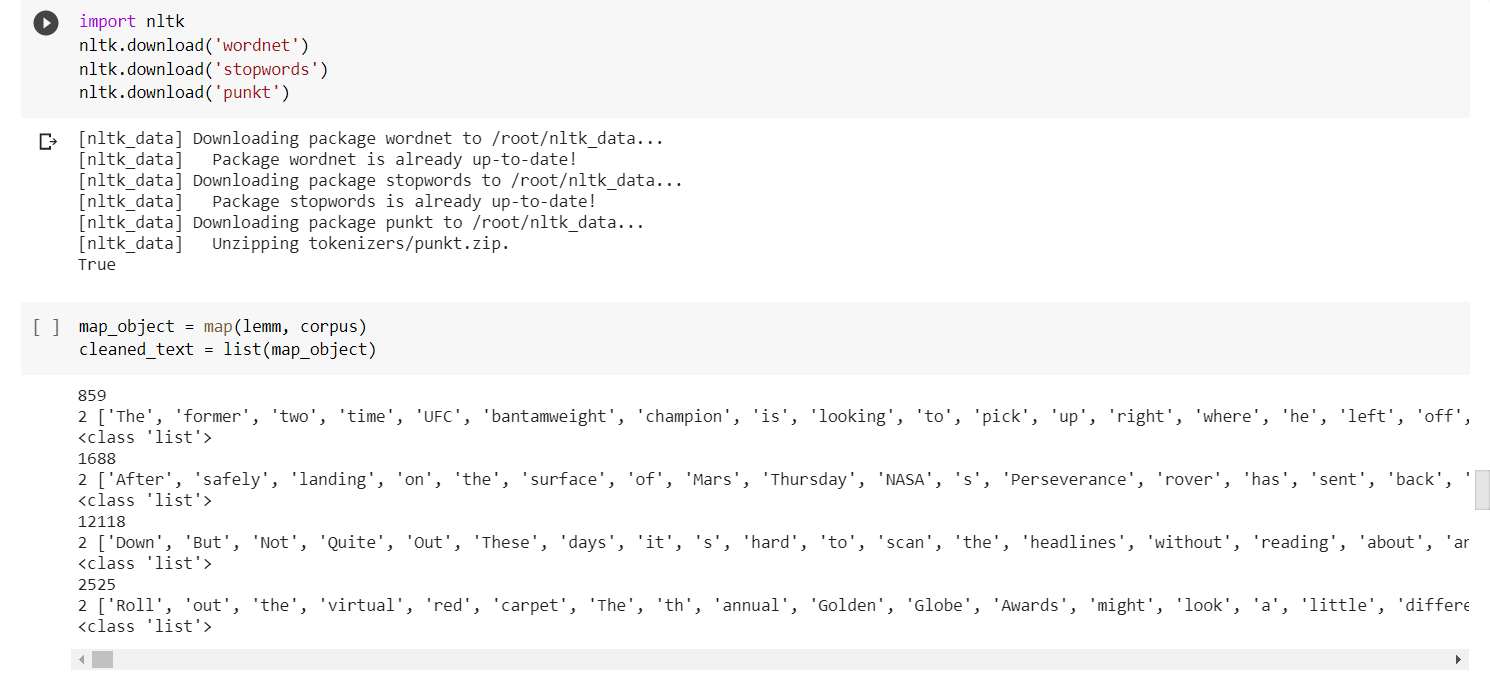 import nltk
nltk.download('wordnet')
nltk.download('stopwords')
nltk.download('punkt')
[nltk_data] Downloading package wordnet to /root/nltk_data...
[nltk_data]   Package wordnet is already up-to-date!
[nltk_data] Downloading package stopwords to /root/nltk_data...
[nltk_data]   Package stopwords is already up-to-date!
[nltk_data] Downloading package punkt to /root/nltk_data...
[nltk_data]   Unzipping tokenizers/punkt.zip.
True
[ ] map_object = map(lemm, corpus)
cleaned_text = list(map_object)
859
2 ['The', 'former', 'two', 'time', 'UFC', 'bantamweight', 'champion', 'is', 'looking', 'to', 'pick', 'up', 'right', 'where', 'he', 'left', 'off',
<class 'list'>
1688
2 ['After', 'safely', 'landing', 'on', 'the', 'surface', 'of', 'Mars', 'Thursday', 'NASA', 's', 'Perseverance', 'rover', 'has', 'sent', 'back', '
<class 'list'>
12118
2 ['Down', 'But', 'Not', 'Quite', 'Out', 'These', 'days', 'it', 's', 'hard', 'to', 'scan', 'the', 'headlines', 'without', 'reading', 'about', 'an
<class 'list'>
2525
2 ['Roll', 'out', 'the', 'virtual', 'red', 'carpet', 'The', 'th', 'annual', 'Golden', 'Globe', 'Awards', 'might', 'look', 'a', 'little', 'differe
<class 'list'>